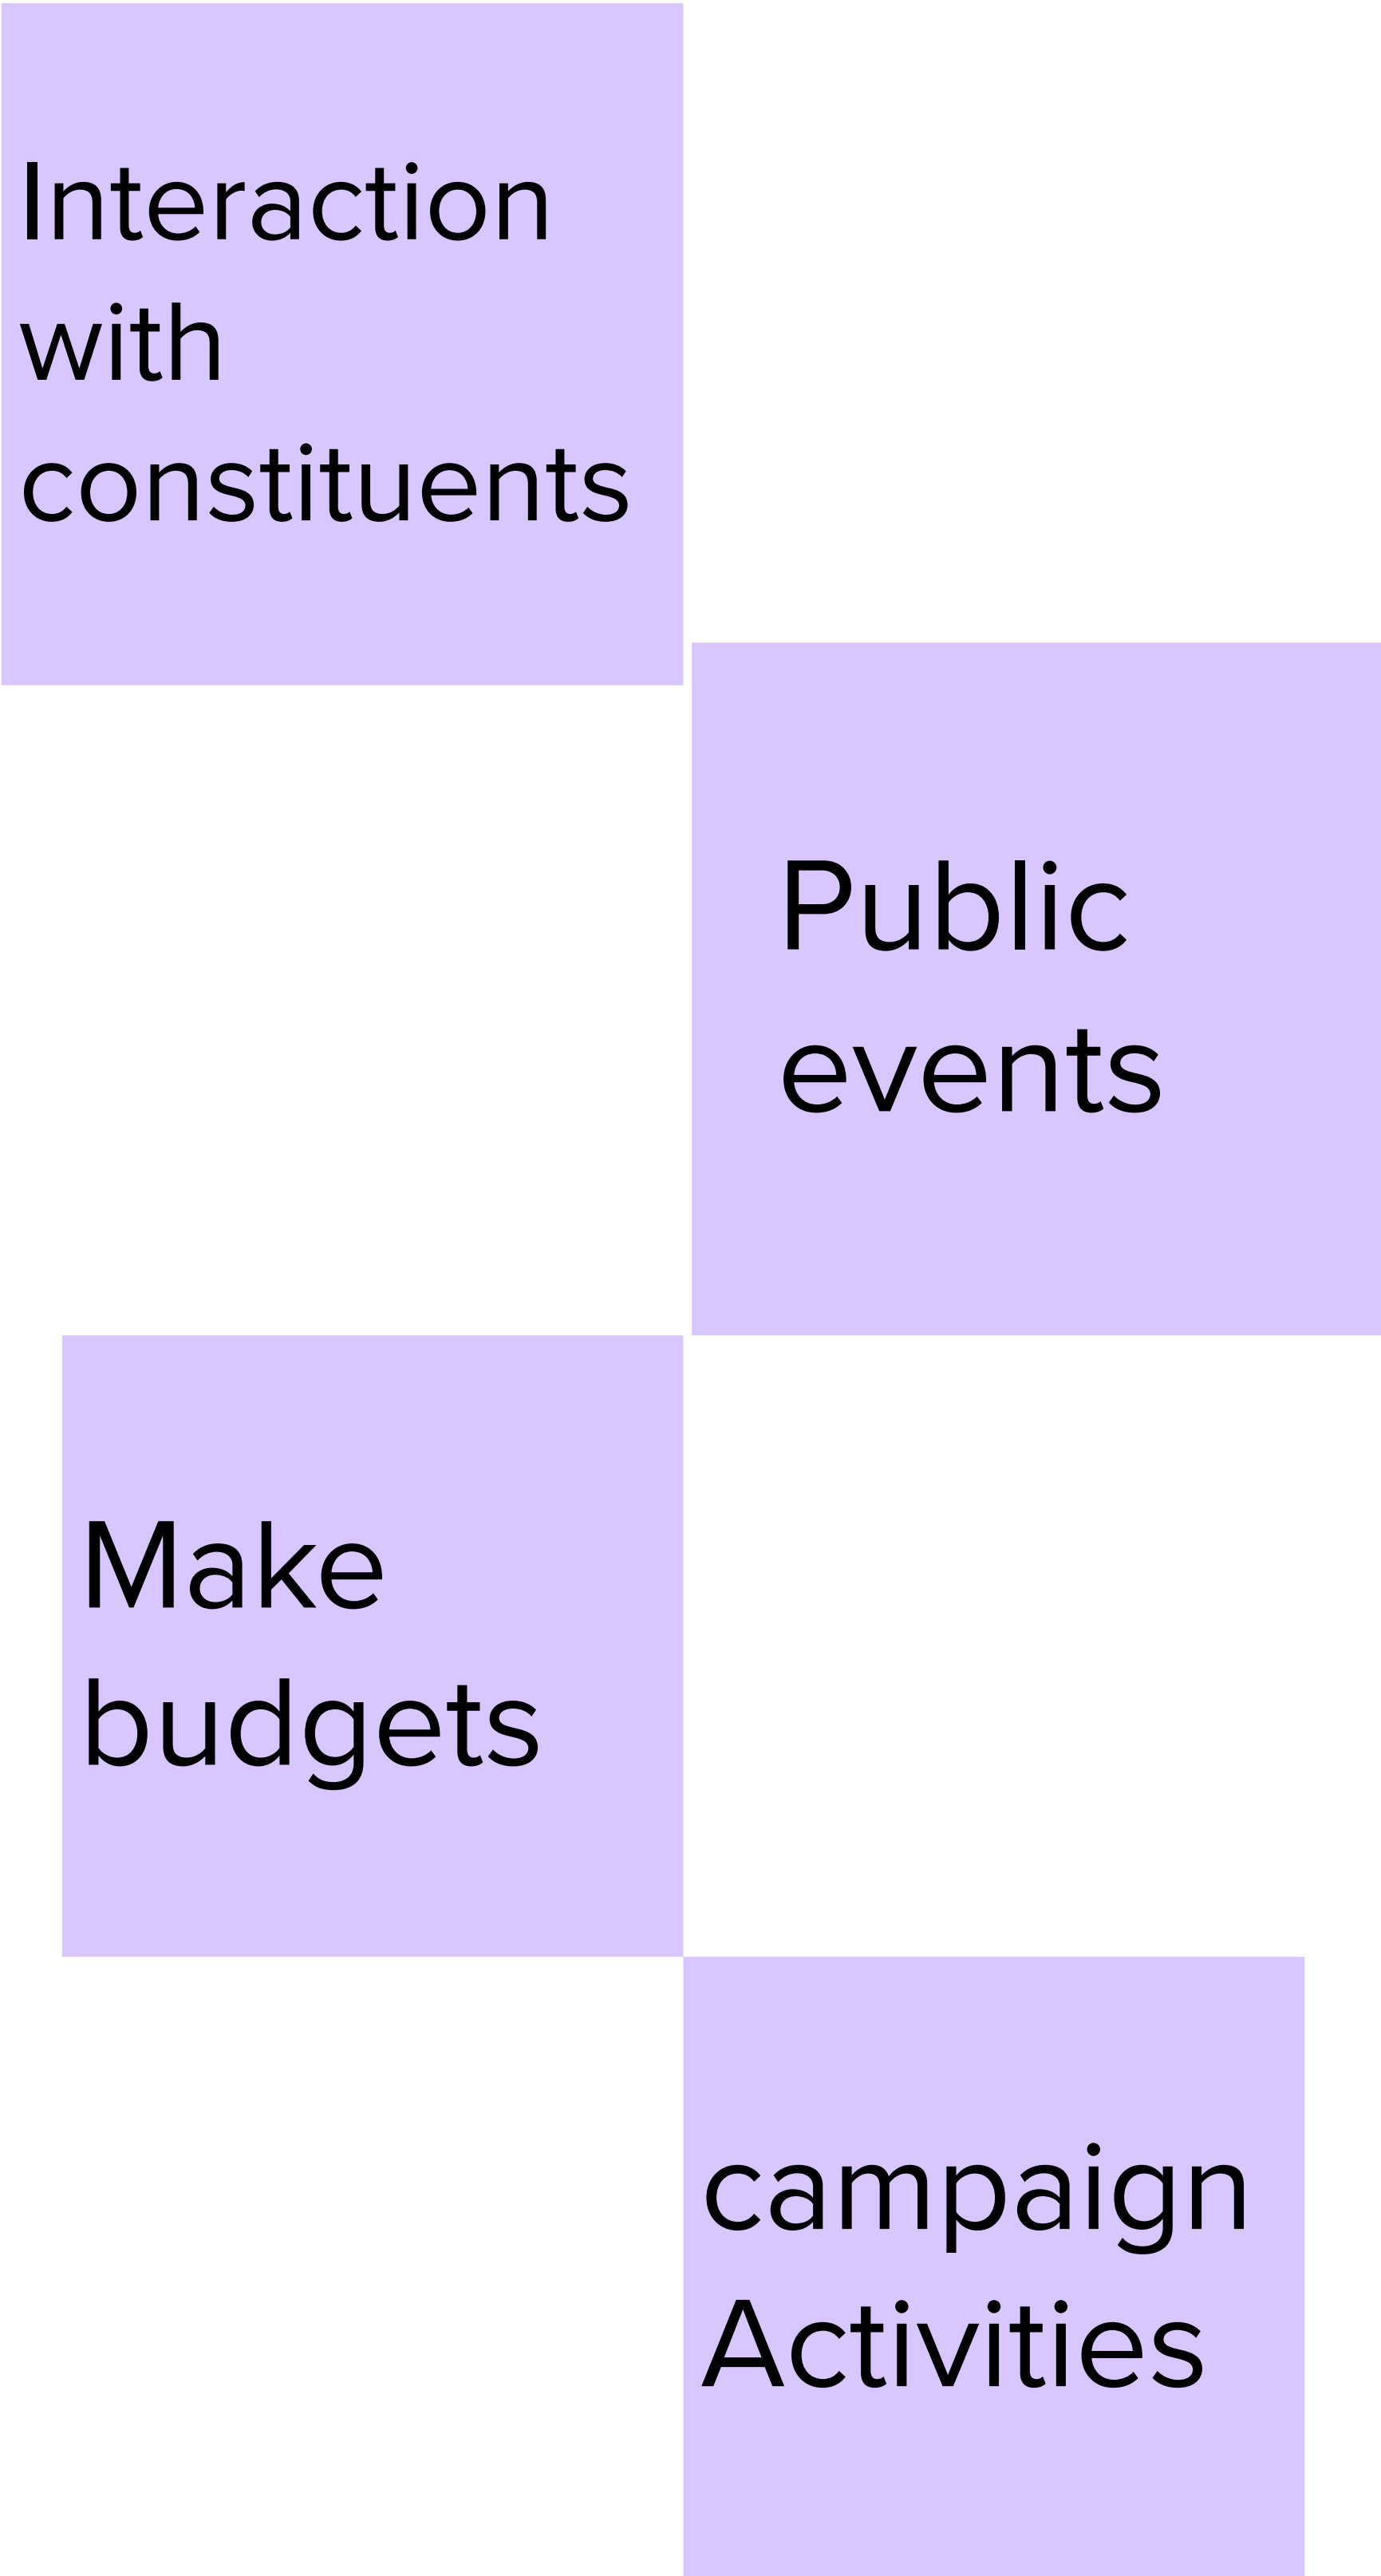 Interaction
with
constituents
Public
events
Make
budgets
campaign
Activities